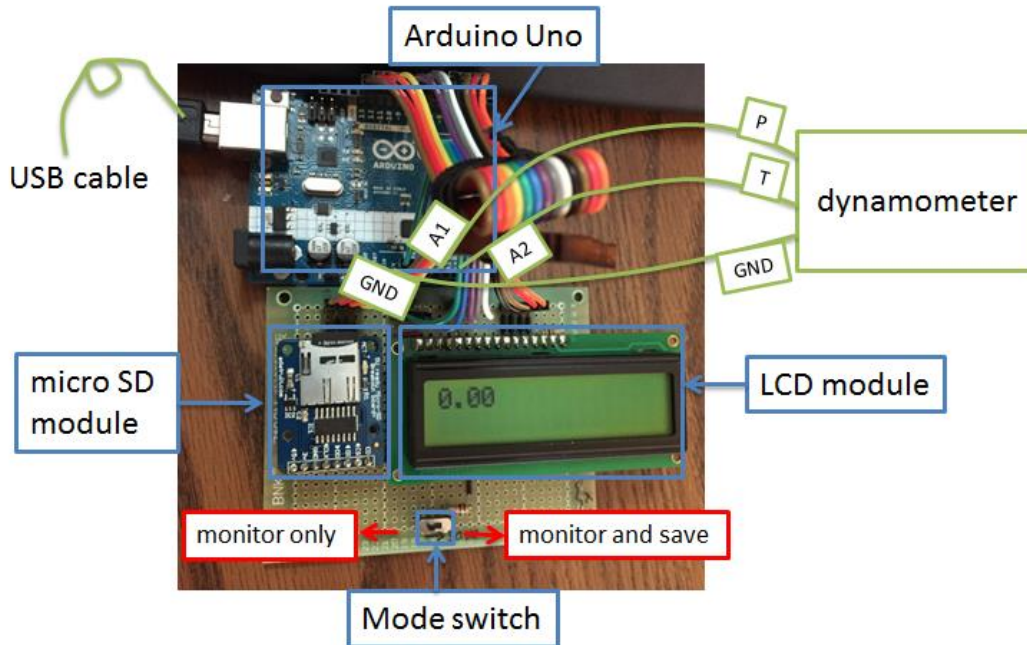 Arduino Uno
P
USB cable
ARDUINO
T
dynamometer
A1
A2
GND
GND
micro SD
module
0.00
LCD module
BNK
monitor only
monitor and save
Mode switch